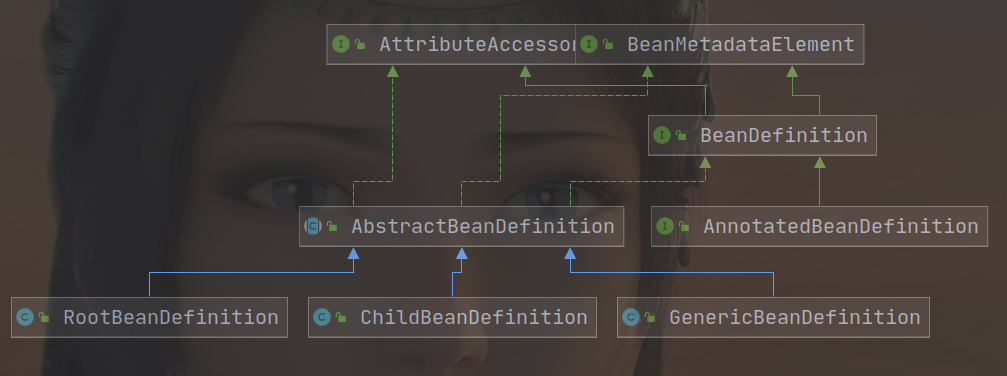 AttributeAccessor
BeanMetadataElement
BeanDefinition
AbstractBeanDefinition
AnnotatedBeanDefinition
RootBeanDefinition
ChildBeanDefinition
GenericBeanDefinition